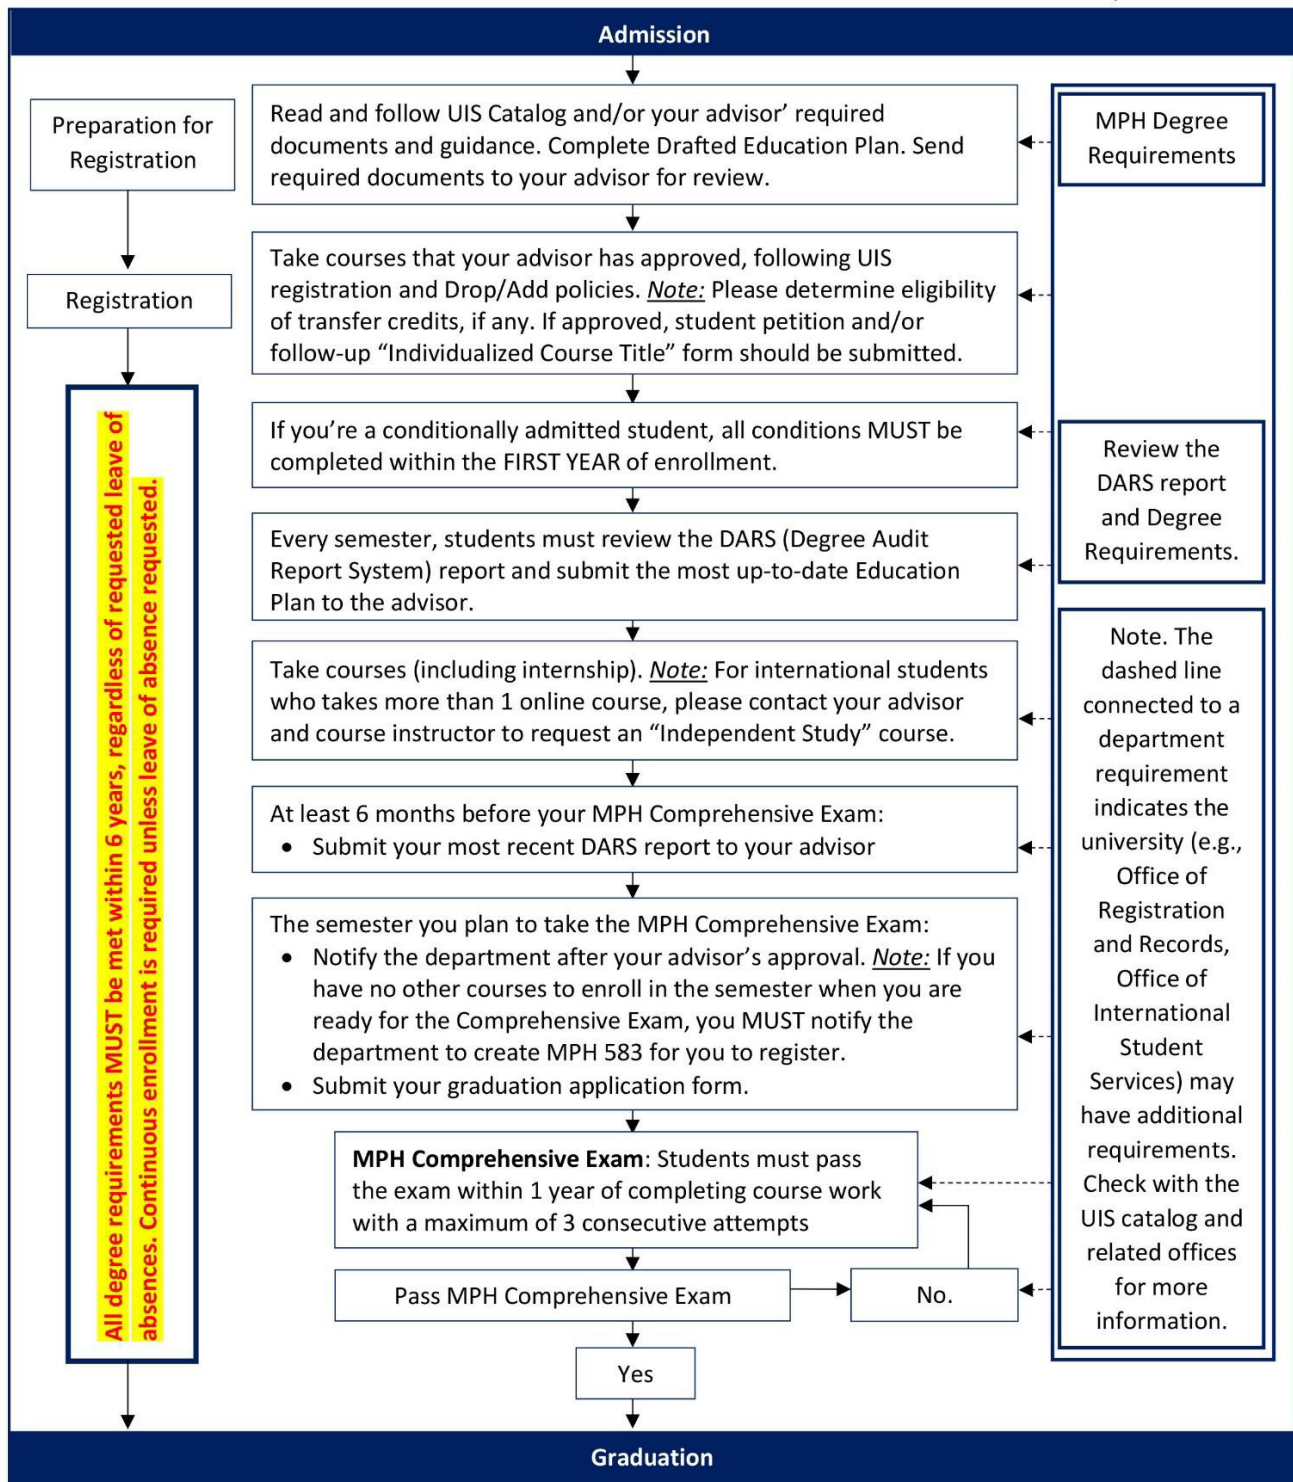 Admission
Preparation for
Registration
Registration
All degree requirements MUST be met within 6 years, regardless of requested leave of
absences. Continuous enrollment is required unless leave of absence requested.
Read and follow UIS Catalog and/or your advisor’ required
documents and guidance. Complete Drafted Education Plan. Send
required documents to your advisor for review.
Take courses that your advisor has approved, following UIS
registration and Drop/Add policies. Note: Please determine eligibility
of transfer credits, if any. If approved, student petition and/or
follow-up “Individualized Course Title” form should be submitted.
If you’re a conditionally admitted student, all conditions MUST be
completed within the FIRST YEAR of enrollment.
Every semester, students must review the DARS (Degree Audit
Report System) report and submit the most up-to-date Education
Plan to the advisor.
Take courses (including internship). Note: For international students
who takes more than 1 online course, please contact your advisor
and course instructor to request an “Independent Study” course.
At least 6 months before your MPH Comprehensive Exam:
• Submit your most recent DARS report to your advisor
The semester you plan to take the MPH Comprehensive Exam:
• Notify the department after your advisor’s approval. Note: If you
have no other courses to enroll in the semester when you are
ready for the Comprehensive Exam, you MUST notify the
department to create MPH 583 for you to register.
• Submit your graduation application form.
MPH Comprehensive Exam: Students must pass
the exam within 1 year of completing course work
with a maximum of 3 consecutive attempts
Pass MPH Comprehensive Exam
No.
Yes
MPH Degree
Requirements
Review the
DARS report
and Degree
Requirements.
Note. The
dashed line
connected to a
department
requirement
indicates the
university (e.g.,
Office of
Registration
and Records,
Office of
International
Student
Services) may
have additional
requirements.
Check with the
UIS catalog and
related offices
for more
information.
Graduation